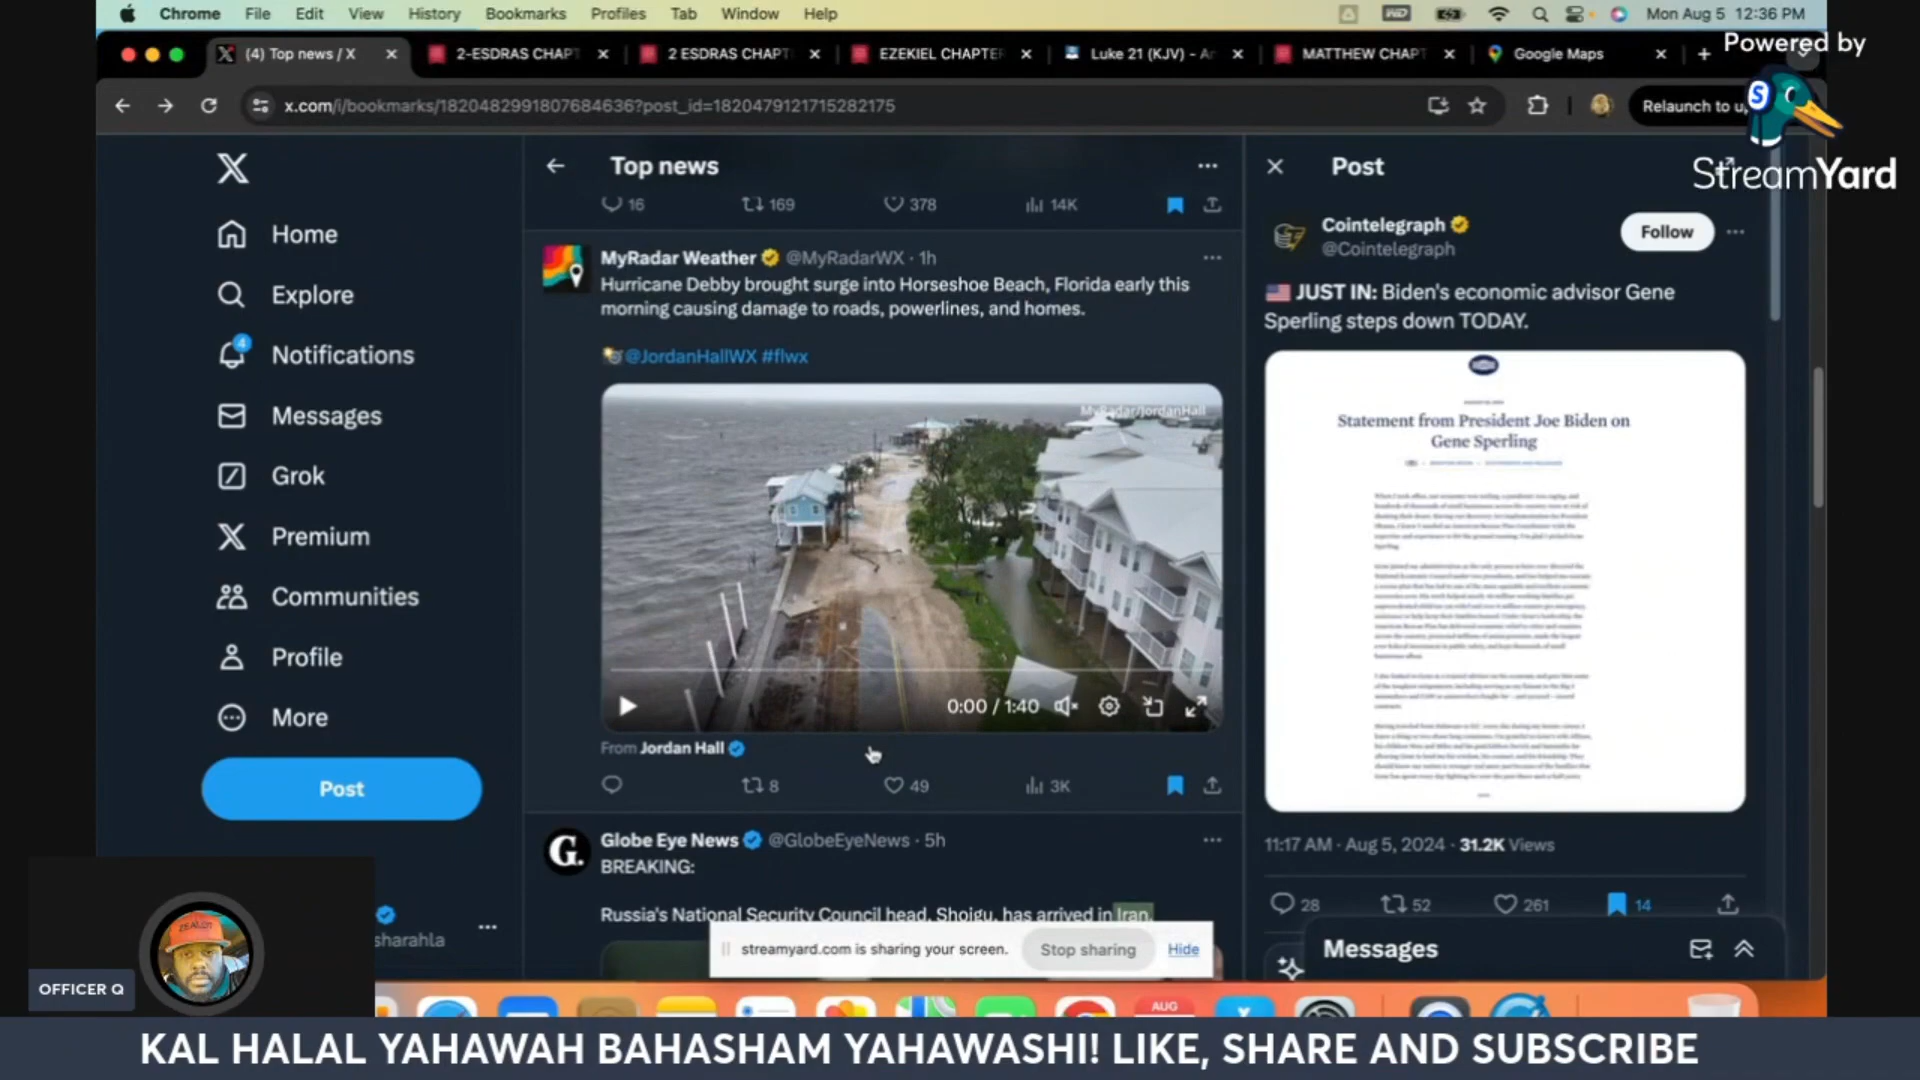 Chrome File Edit View History Bookmarks Profiles Tab Window Help
Mon Aug 5 12:36 PM
(4) Top news / X
2-ESDRAS CHAPT
2 ESDRAS CHAPT
EZEKIEL CHAPTER
Luke 21 (KJV) - A
MATTHEW CHAPT
Google Maps
Powered by
StreamYard
x.com/i/bookmarks/1820482991807684636?post_id=1820479121715282175
Relaunch to u
Home
Explore
4
Notifications
Messages
Grok
Premium
Communities
Profile
More
Post
sharahla
Top news
16 169 378 14K
MyRadar Weather @MyRadarWX · 1h
Hurricane Debby brought surge into Horseshoe Beach, Florida early this
morning causing damage to roads, powerlines, and homes.
@JordanHallWX #flwx
MyRadar/JordanHall
0:00 / 1:40
From Jordan Hall
8 49 3K
Globe Eye News @GlobeEyeNews · 5h
BREAKING:
Russia's National Security Council head, Shoigu, has arrived in Iran.
streamyard.com is sharing your screen. Stop sharing Hide
Post
Cointelegraph
@Cointelegraph
Follow
JUST IN: Biden's economic advisor Gene
Sperling steps down TODAY.
Statement from President Joe Biden on
Gene Sperling
11:17 AM · Aug 5, 2024 · 31.2K Views
28 52 261 14
Messages
AUG
ZEALOT
OFFICER Q
KAL HALAL YAHAWAH BAHASHAM YAHAWASHI! LIKE, SHARE AND SUBSCRIBE